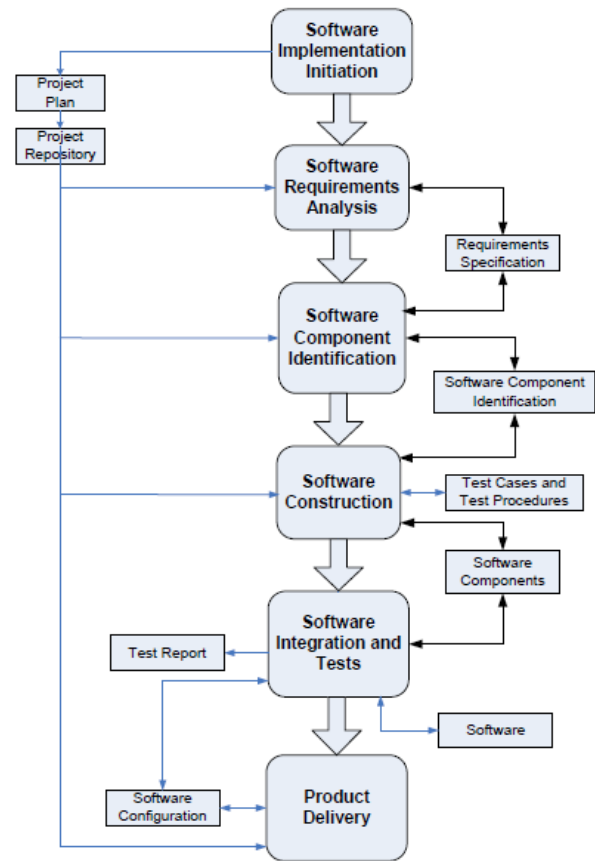 Software
Implementation
Initiation
Project
Plan
Project
Repository
Software
Requirements
Analysis
Requirements
Specification
Software
Component
Identification
Software Component
Identification
Software
Construction
Test Cases and
Test Procedures
Software
Components
Software
Integration and
Tests
Test Report
Software
Software
Configuration
Product
Delivery